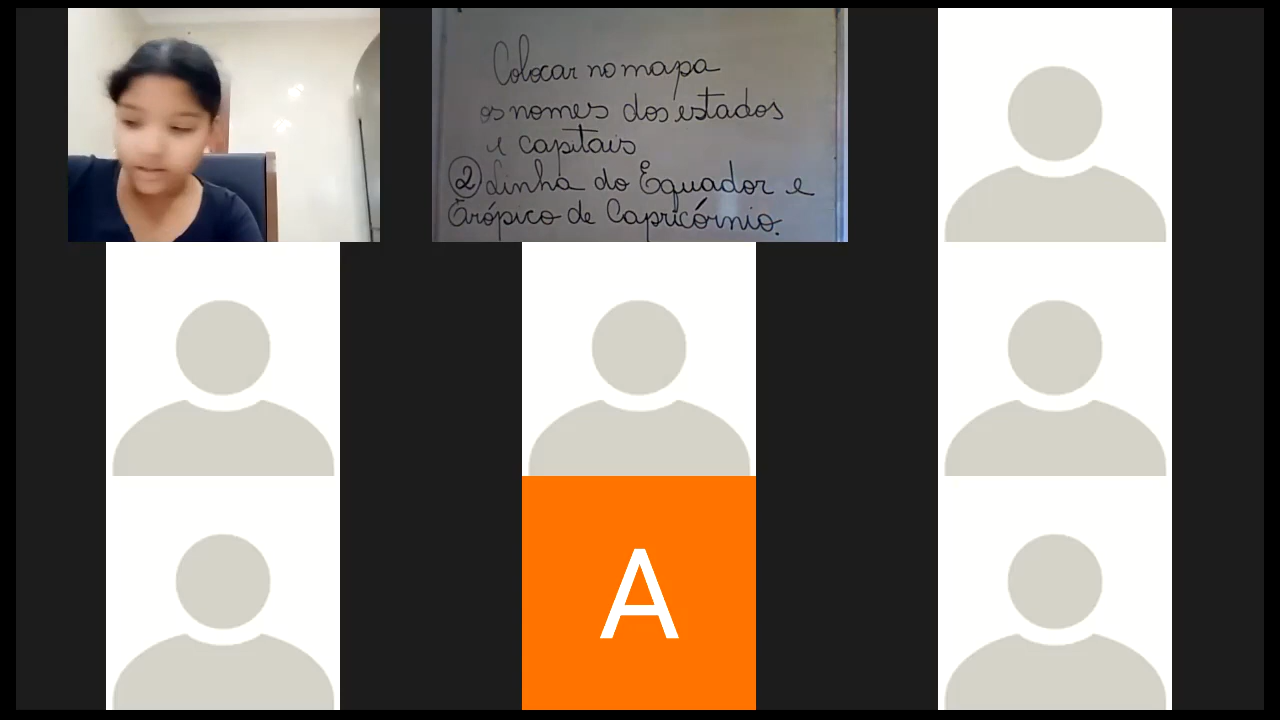 Colocar no mapa
os nomes dos estados
e capitais
② Linha do Equador e
Trópico de Capricórnio.
A